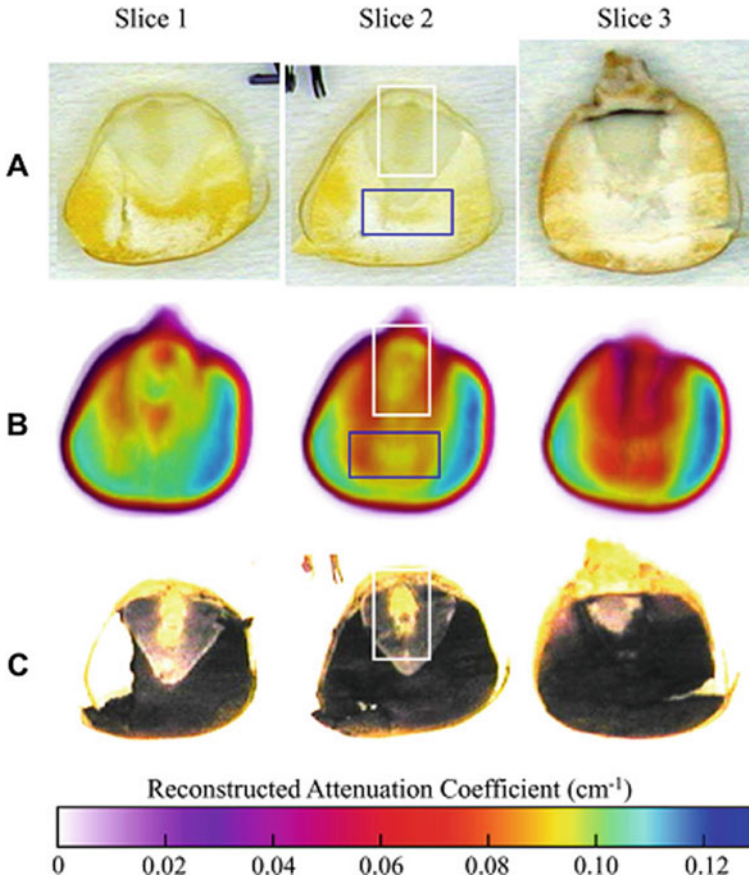 Slice 1 Slice 2 Slice 3
A
B
C
Reconstructed Attenuation Coefficient (cm⁻¹)
0 0.02 0.04 0.06 0.08 0.10 0.12